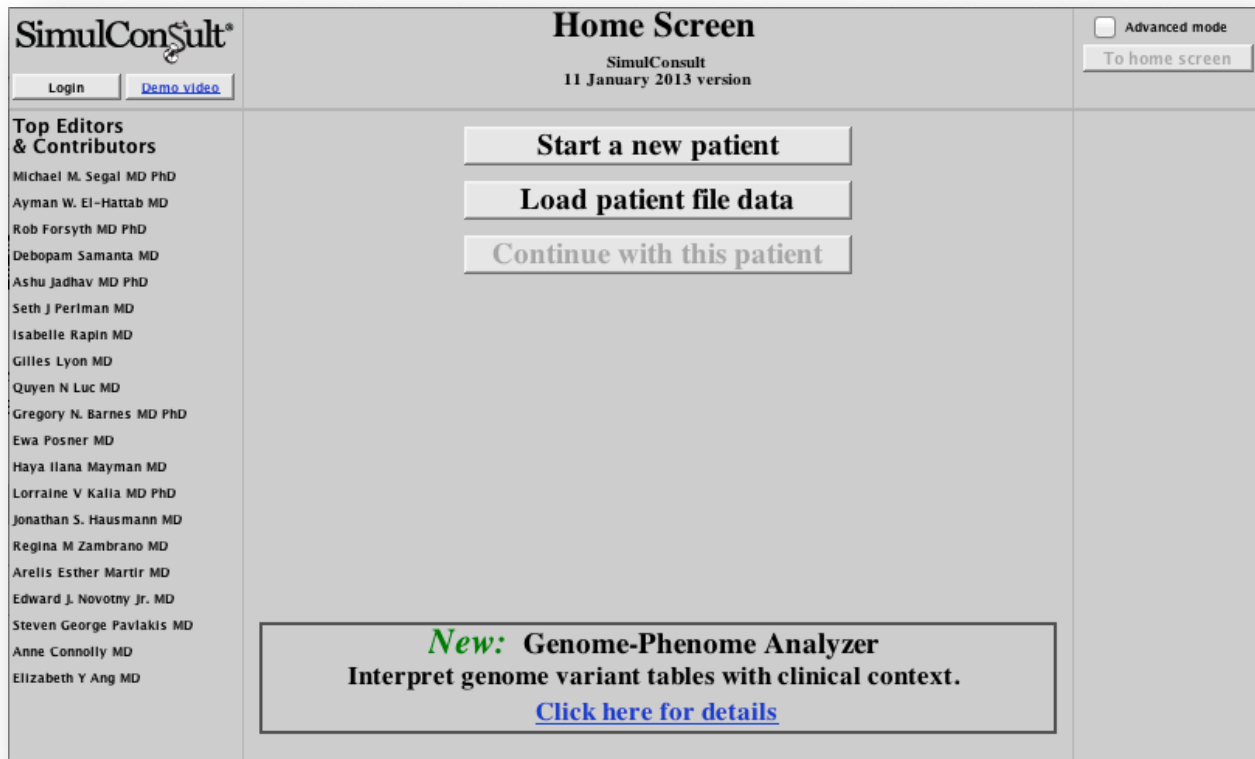 SimulConsult®
Login
Demo video
Home Screen
SimulConsult
11 January 2013 version
Advanced mode
To home screen
Top Editors
& Contributors
Michael M. Segal MD PhD
Ayman W. El-Hattab MD
Rob Forsyth MD PhD
Debopam Samanta MD
Ashu Jadhav MD PhD
Seth J Perlman MD
Isabelle Rapin MD
Gilles Lyon MD
Quyen N Luc MD
Gregory N. Barnes MD PhD
Ewa Posner MD
Haya Ilana Mayman MD
Lorraine V Kalia MD PhD
Jonathan S. Hausmann MD
Regina M Zambrano MD
Arelis Esther Martir MD
Edward J. Novotny Jr. MD
Steven George Pavlakis MD
Anne Connolly MD
Elizabeth Y Ang MD
Start a new patient
Load patient file data
Continue with this patient
New: Genome-Phenome Analyzer
Interpret genome variant tables with clinical context.
Click here for details